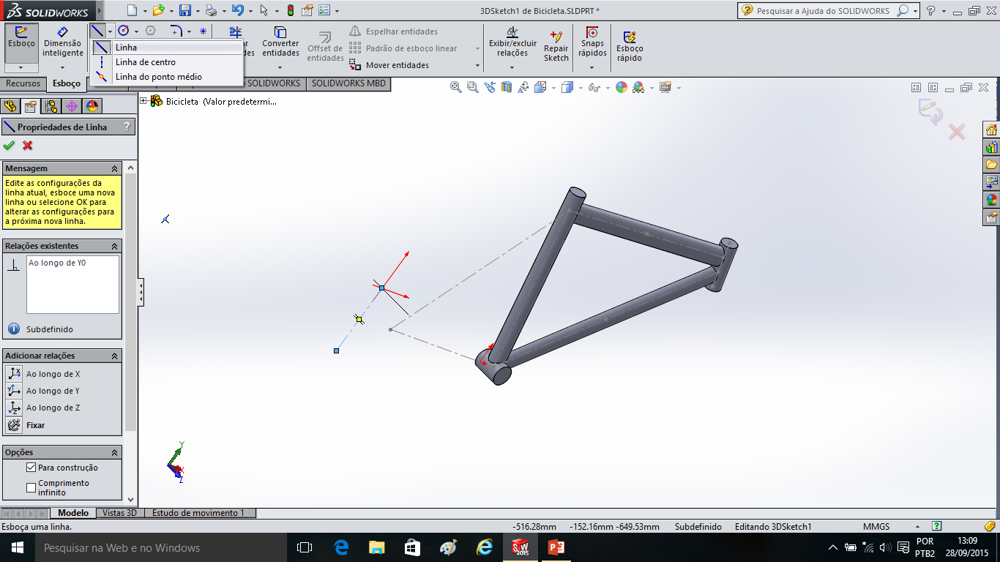 SOLIDWORKS
3DSketch1 de Bicicleta.SLDPRT *
Pesquisar a Ajuda do SOLIDWORKS
Esboço
Dimensão
inteligente
Converter
entidades
Offset de
entidades
Espelhar entidades
Padrão de esboço linear
Mover entidades
Exibir/excluir
relações
Repair
Sketch
Snaps
rápidos
Esboço
rápido
Linha
Linha de centro
Linha do ponto médio
Recursos
Esboço
SOLIDWORKS
SOLIDWORKS MBD
Bicicleta (Valor predetermi...
Propriedades de Linha
?
Mensagem
Edite as configurações da
linha atual, esboce uma nova
linha ou selecione OK para
alterar as configurações para
a próxima nova linha.
Relações existentes
Ao longo de Y0
Subdefinido
Adicionar relações
Ao longo de X
Ao longo de Y
Ao longo de Z
Fixar
Opções
Para construção
Comprimento
infinito
Y
X
Z
Modelo
Vistas 3D
Estudo de movimento 1
Esboça uma linha.
-516.28mm
-152.16mm
-649.53mm
Subdefinido
Editando 3DSketch1
MMGS
Pesquisar na Web e no Windows
SW
2015
POR
PTB2
13:09
28/09/2015